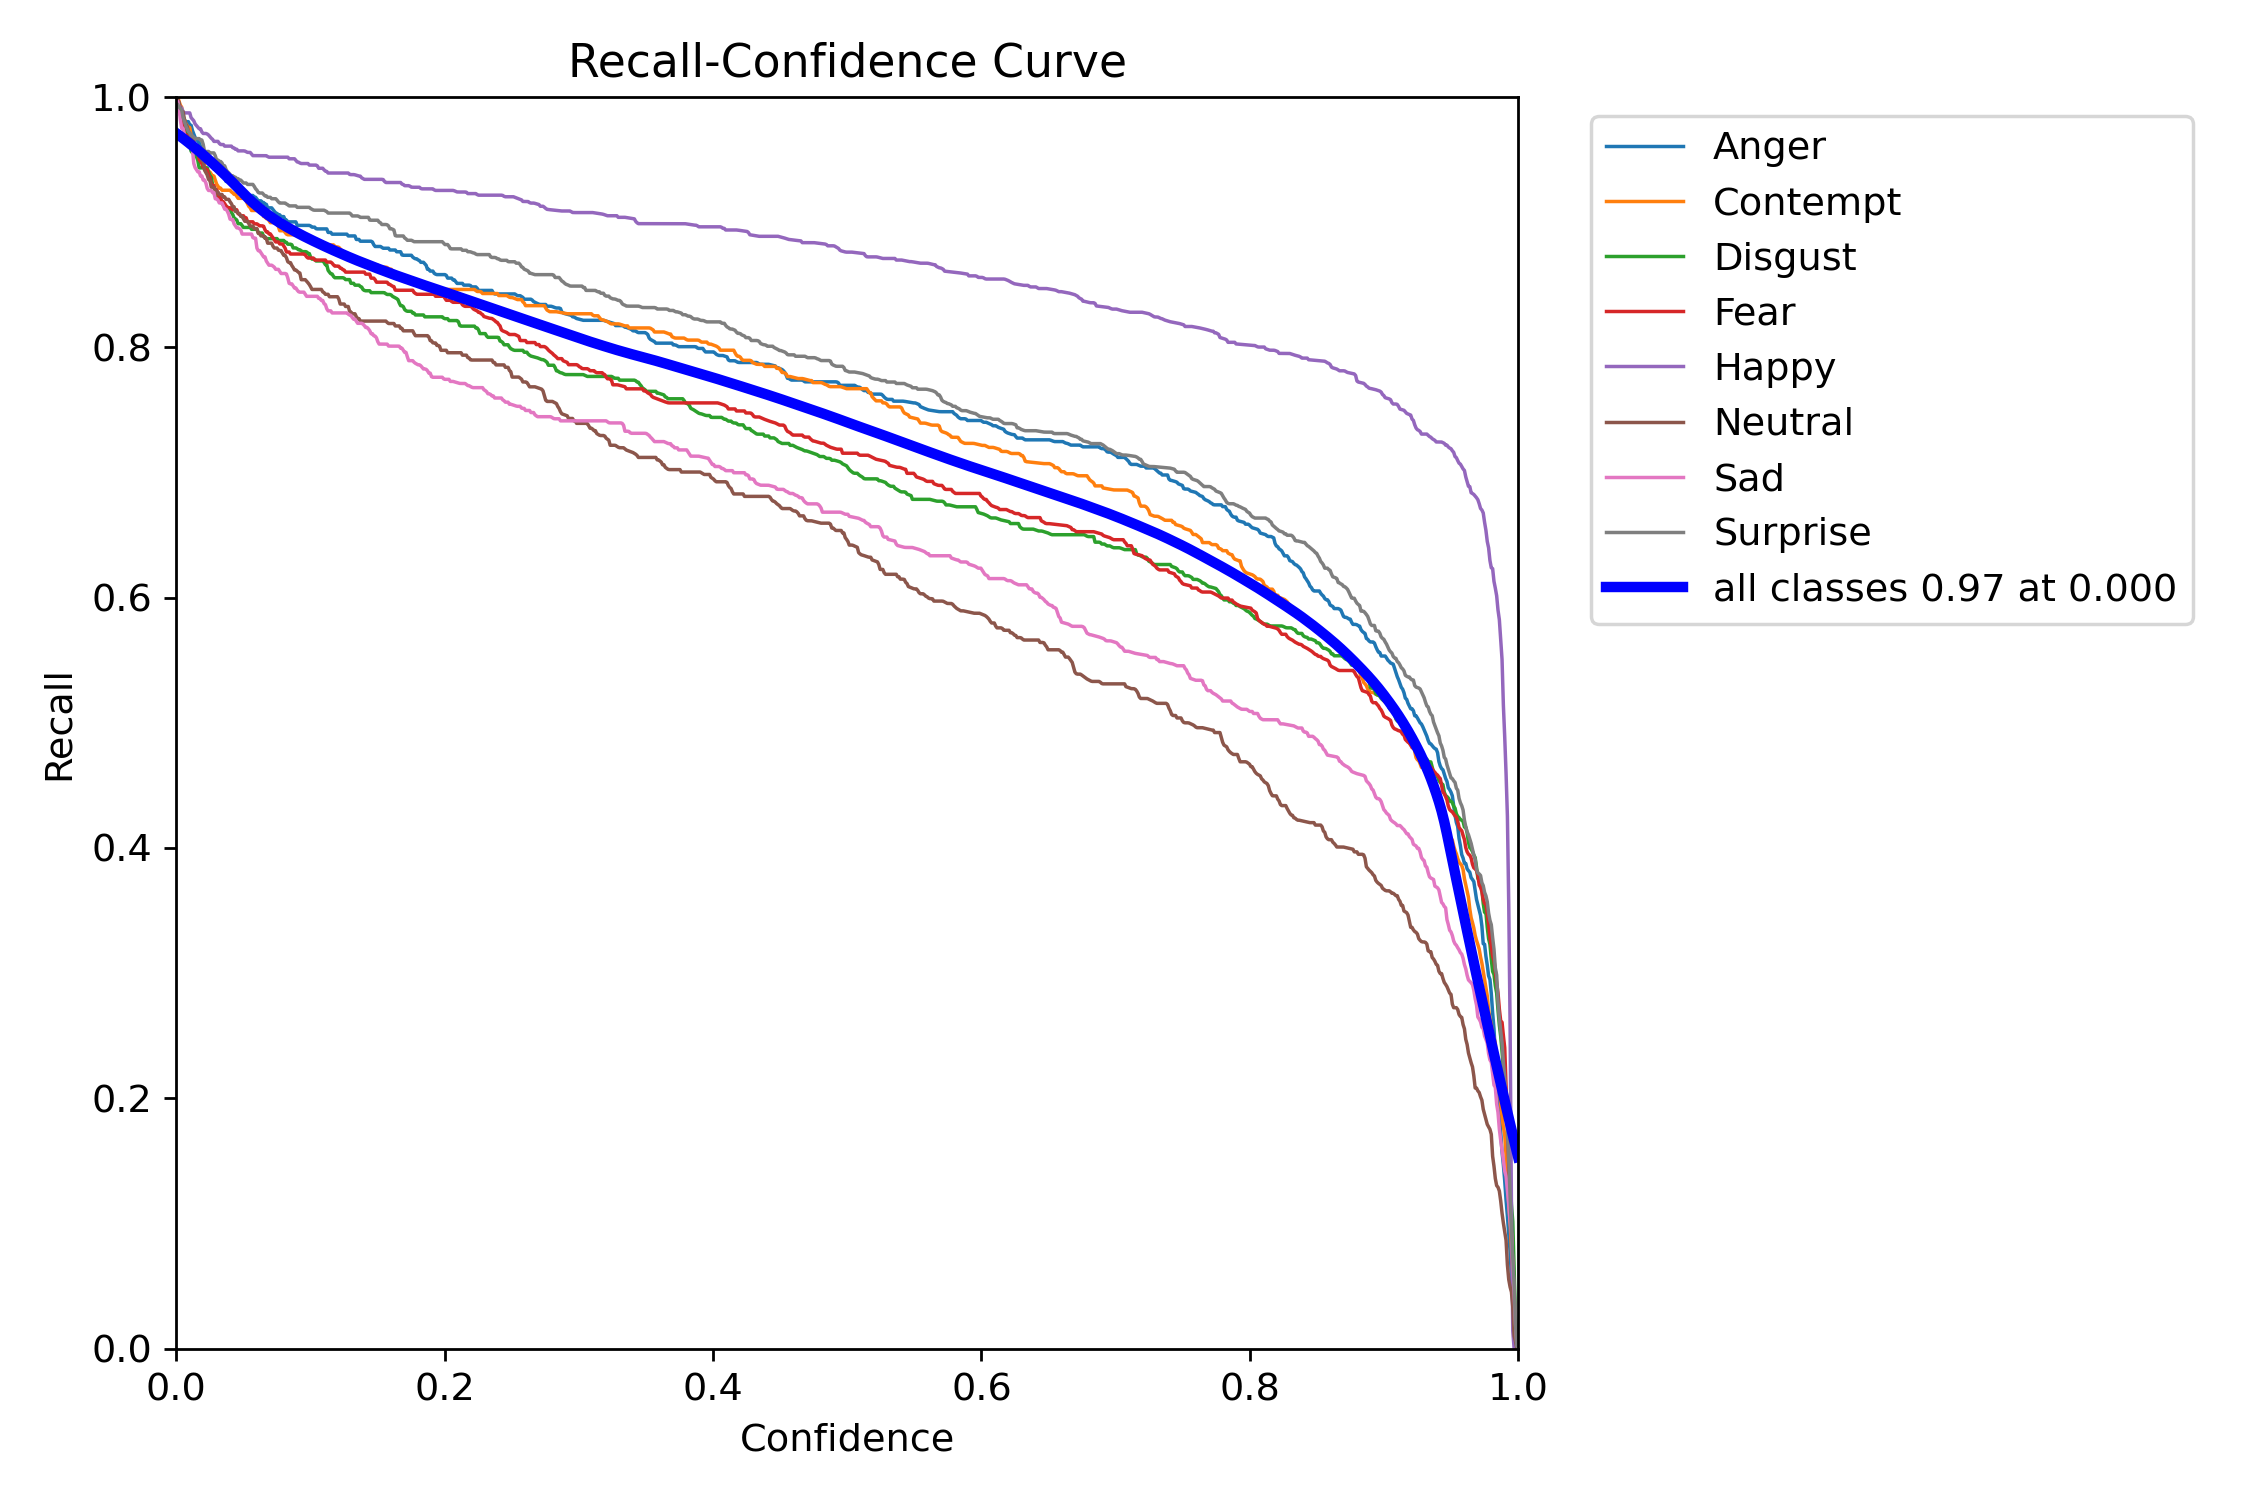 Recall-Confidence Curve
1.0
0.8
0.6
0.4
0.2
0.0
Recall
0.0 0.2 0.4 0.6 0.8 1.0
Confidence
Anger
Contempt
Disgust
Fear
Happy
Neutral
Sad
Surprise
all classes 0.97 at 0.000